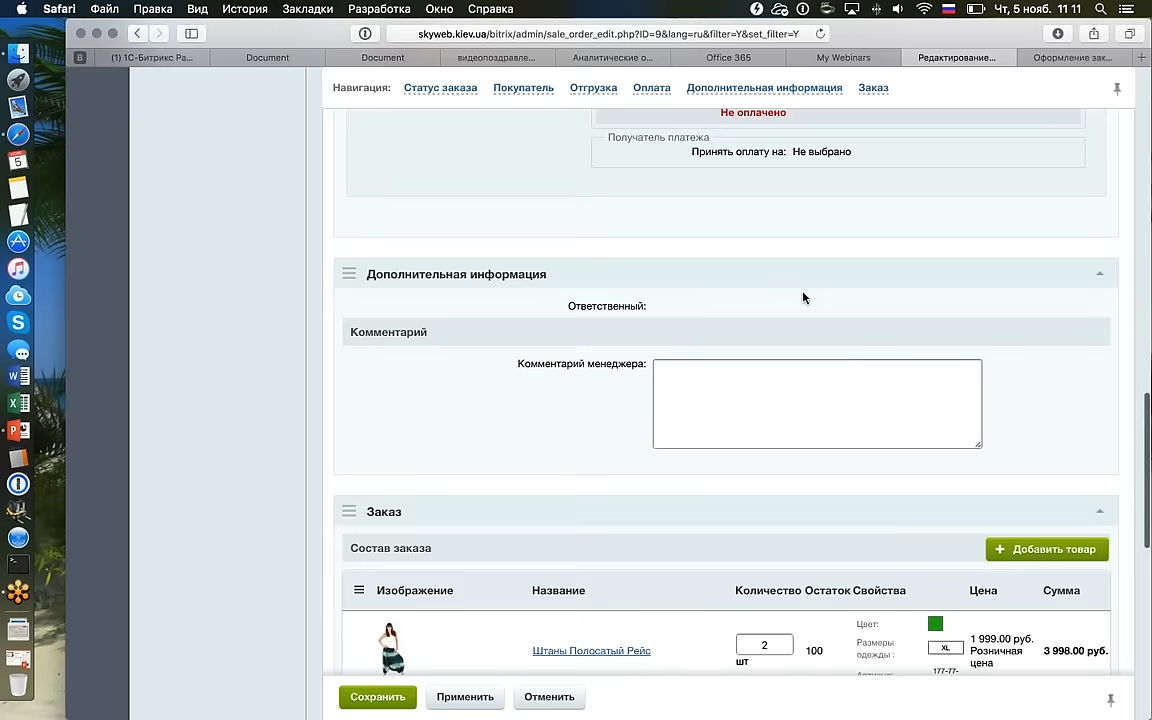 Safari Файл Правка Вид История Закладки Разработка Окно Справка Чт, 5 нояб. 11 11
skyweb.kiev.ua/bitrix/admin/sale_order_edit.php?ID=9&lang=ru&filter=Y&set_filter=Y
B (1) 1С-Битрикс Ра... Document Document видеопоздравле... Аналитические о... Office 365 My Webinars Редактирование... Оформление зак...
Навигация: Статус заказа Покупатель Отгрузка Оплата Дополнительная информация Заказ
Не оплачено
Получатель платежа
Принять оплату на: Не выбрано
Дополнительная информация
Ответственный:
Комментарий
Комментарий менеджера:
Заказ
Состав заказа
+ Добавить товар
Изображение Название Количество Остаток Свойства Цена Сумма
Штаны Полосатый Рейс
2
шт
100
Цвет:
Размеры
одежды :
XL
177-77-
1 999.00 руб.
Розничная
цена
3 998.00 руб.
Сохранить Применить Отменить